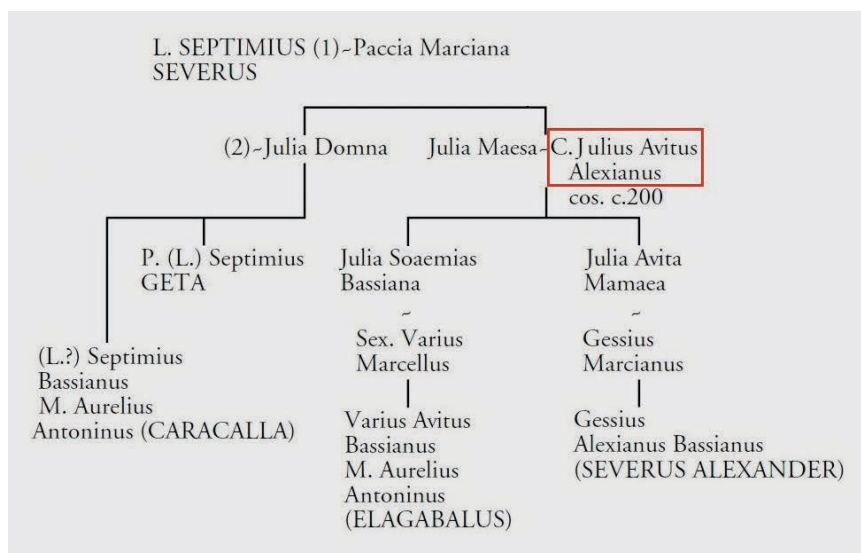 L. SEPTIMIUS (1)~Paccia Marciana
SEVERUS
(2)~Julia Domna
Julia Maesa~C. Julius Avitus
Alexianus
cos. c.200
P. (L.) Septimius
GETA
Julia Soaemias
Bassiana
~
Sex. Varius
Marcellus
Julia Avita
Mamaea
~
Gessius
Marcianus
(L.?) Septimius
Bassianus
M. Aurelius
Antoninus (CARACALLA)
Varius Avitus
Bassianus
M. Aurelius
Antoninus
(ELAGABALUS)
Gessius
Alexianus Bassianus
(SEVERUS ALEXANDER)